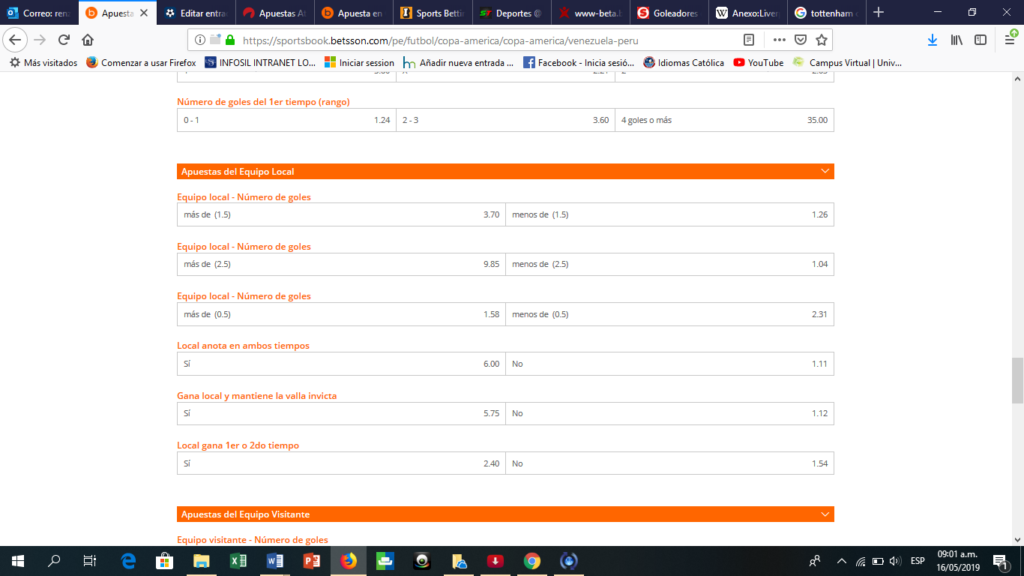 Correo: renz
Apuesta
Editar entra
Apuestas At
Apuesta en
Sports Betti
Deportes
www-beta.
Goleadores
Anexo:Lives
tottenham
https://sportsbook.betsson.com/pe/futbol/copa-america/copa-america/venezuela-peru
Más visitados
Comenzar a usar Firefox
INFOSIL INTRANET LO...
Iniciar sesión
Añadir nueva entrada ...
Facebook - Inicia sesió...
Idiomas Católica
YouTube
Campus Virtual | Univ...
Número de goles del 1er tiempo (rango)
0 - 1 1.24 2 - 3 3.60 4 goles o más 35.00
Apuestas del Equipo Local
Equipo local - Número de goles
más de (1.5) 3.70 menos de (1.5) 1.26
Equipo local - Número de goles
más de (2.5) 9.85 menos de (2.5) 1.04
Equipo local - Número de goles
más de (0.5) 1.58 menos de (0.5) 2.31
Local anota en ambos tiempos
Sí 6.00 No 1.11
Gana local y mantiene la valla invicta
Sí 5.75 No 1.12
Local gana 1er o 2do tiempo
Sí 2.40 No 1.54
Apuestas del Equipo Visitante
Equipo visitante - Número de goles
ESP
09:01 a.m.
16/05/2019